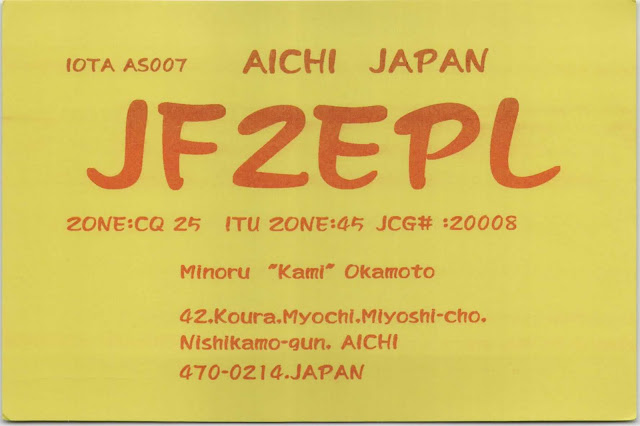 IOTA AS007 AICHI JAPAN
JF2EPL
ZONE:CQ 25 ITU ZONE:45 JCG# :20008
Minoru "Kami" Okamoto
42.Koura.Myochi.Miyoshi-cho.
Nishikamo-gun. AICHI
470-0214.JAPAN